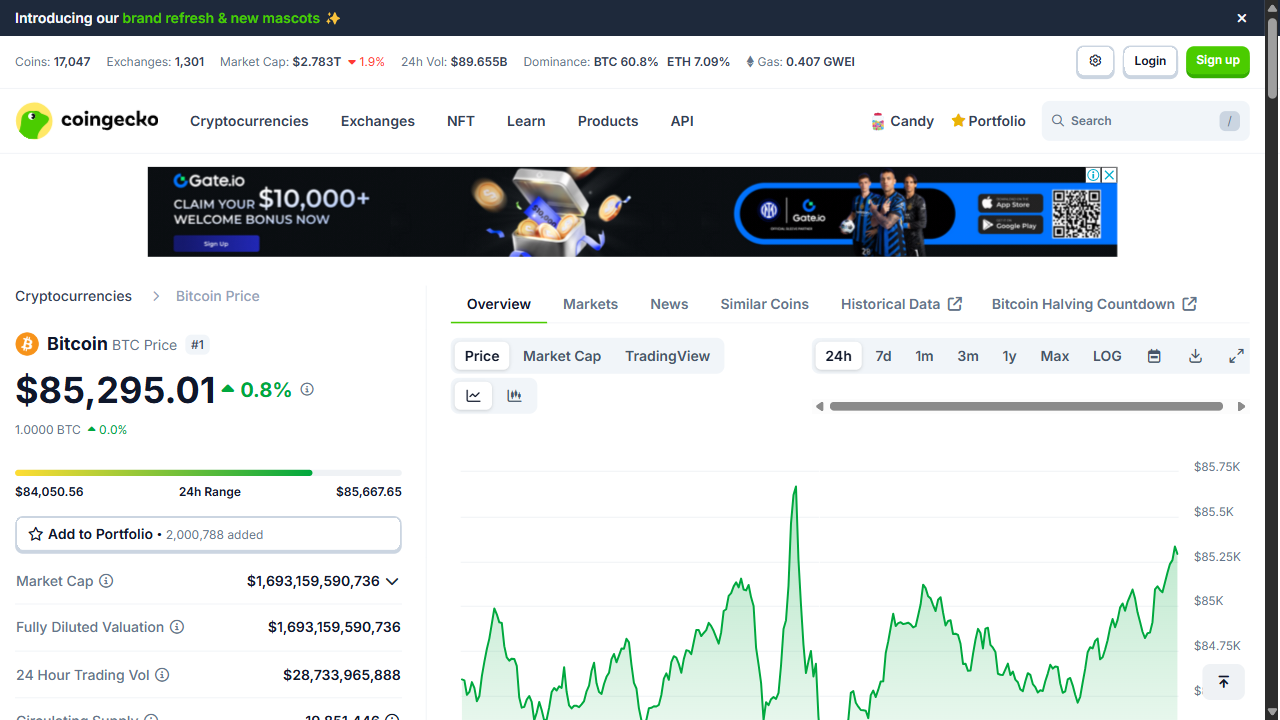 Introducing our brand refresh & new mascots ✨
Coins: 17,047 Exchanges: 1,301 Market Cap: $2.783T 1.9% 24h Vol: $89.655B Dominance: BTC 60.8% ETH 7.09% Gas: 0.407 GWEI
Login
Sign up
coingecko
Cryptocurrencies Exchanges NFT Learn Products API
Candy
Portfolio
Search /
Gate.io
CLAIM YOUR $10,000+
WELCOME BONUS NOW
Sign Up
Gate.io
App Store
Google Play
Cryptocurrencies > Bitcoin Price
Bitcoin BTC Price #1
$85,295.01 0.8%
1.0000 BTC 0.0%
$84,050.56 24h Range $85,667.65
Add to Portfolio • 2,000,788 added
Market Cap $1,693,159,590,736
Fully Diluted Valuation $1,693,159,590,736
24 Hour Trading Vol $28,733,965,888
Circulating Supply 19,851,446
Overview Markets News Similar Coins Historical Data Bitcoin Halving Countdown
Price Market Cap TradingView
24h 7d 1m 3m 1y Max LOG
$85.75K
$85.5K
$85.25K
$85K
$84.75K